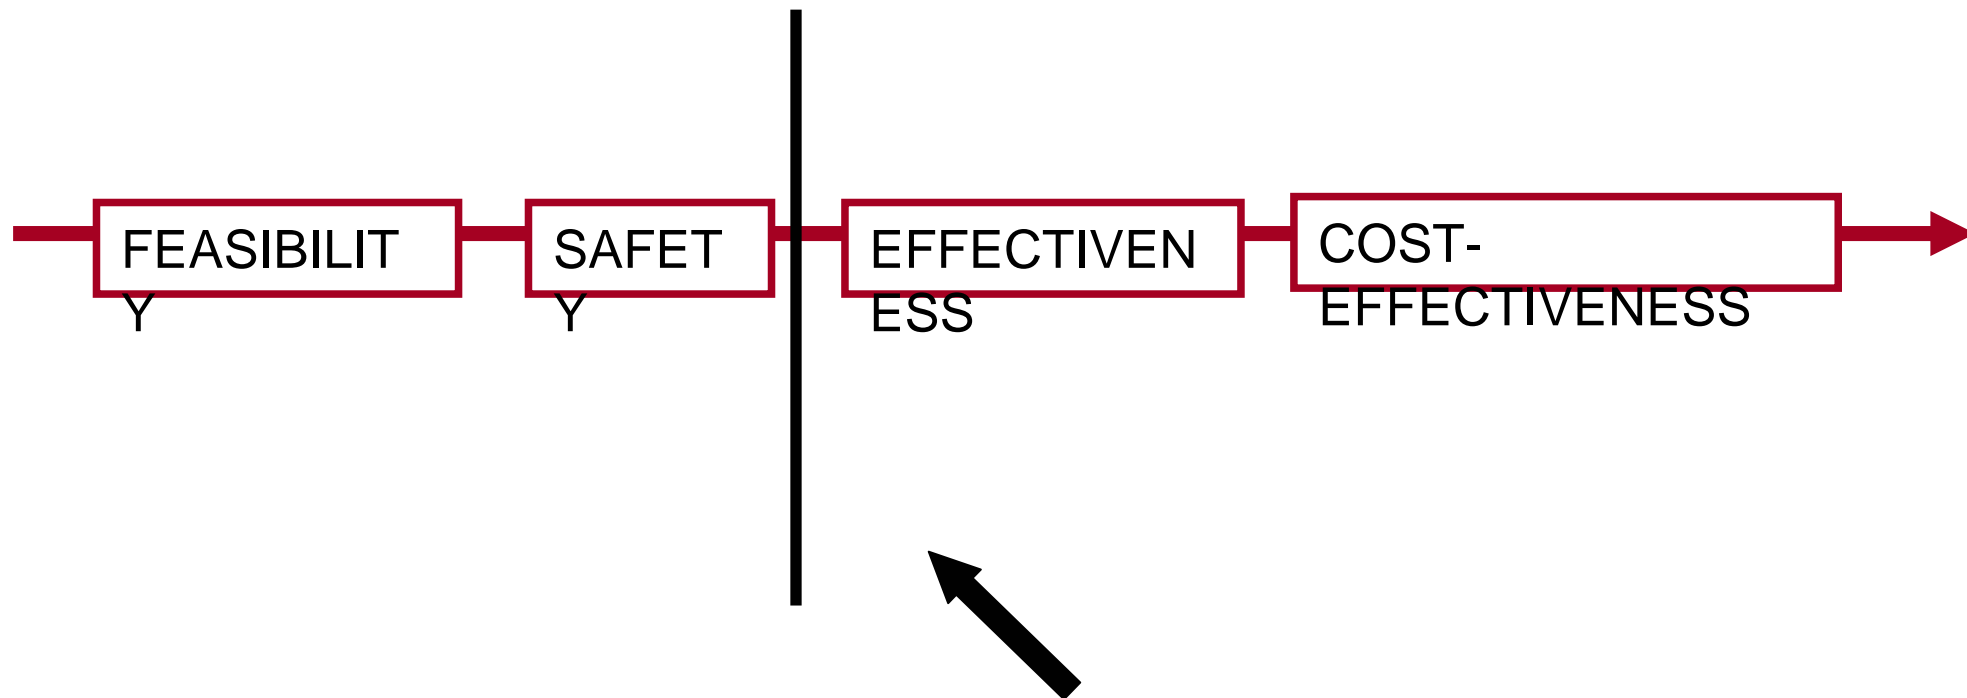 FEASIBILIT
Y
SAFET
Y
EFFECTIVEN
ESS
COST-
EFFECTIVENESS